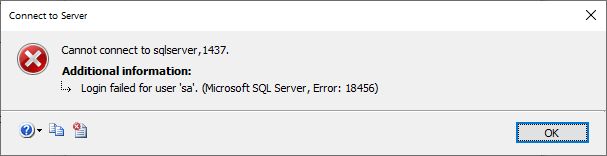 Connect to Server
Cannot connect to sqlserver,1437.
Additional information:
Login failed for user 'sa'. (Microsoft SQL Server, Error: 18456)
OK